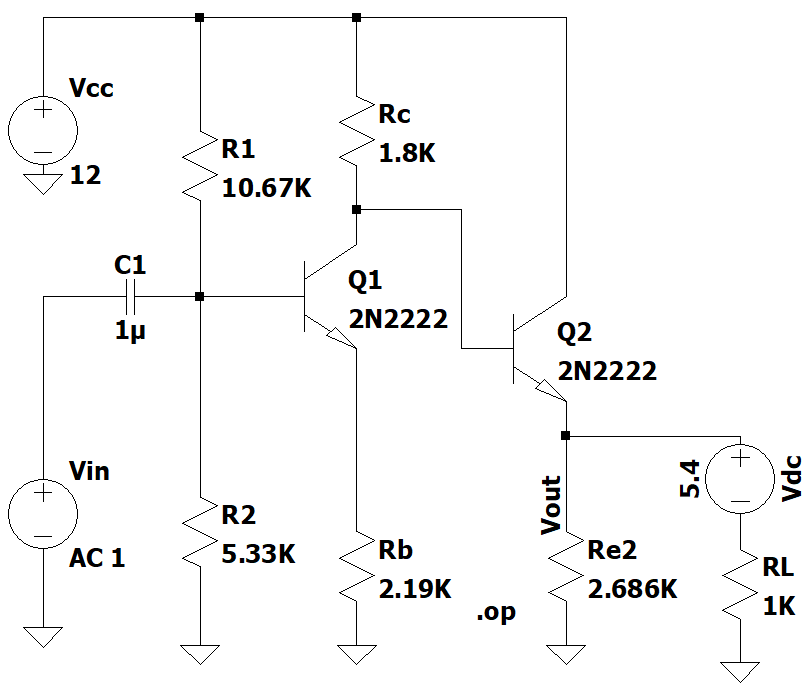 Vcc
12
R1
10.67K
Rc
1.8K
C1
1µ
Q1
2N2222
Q2
2N2222
Vin
AC 1
R2
5.33K
Rb
2.19K
.op
Vout
Re2
2.686K
5.4
Vdc
RL
1K